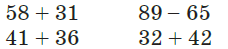 58 + 31 89 – 65
41 + 36 32 + 42